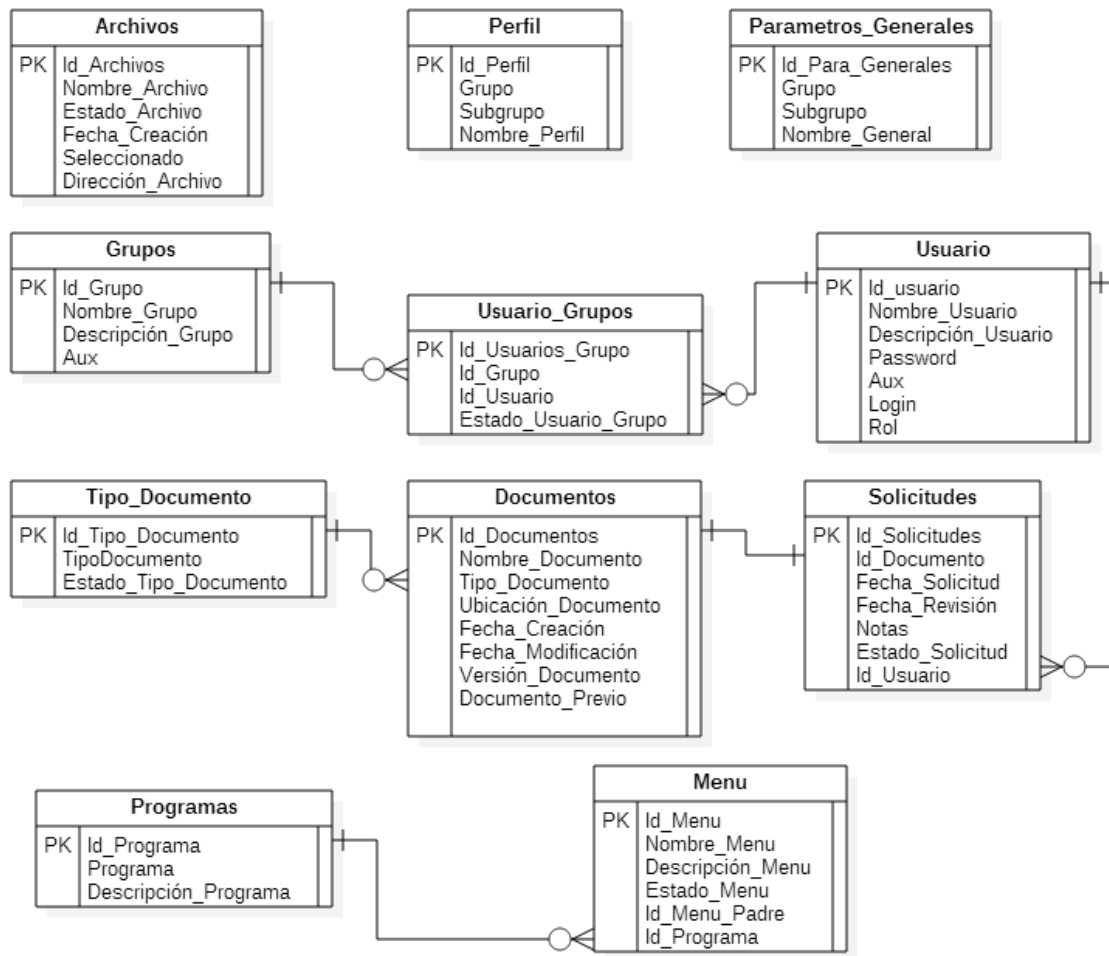 Archivos
PK Id_Archivos
Nombre_Archivo
Estado_Archivo
Fecha_Creación
Seleccionado
Dirección_Archivo
Perfil
PK Id_Perfil
Grupo
Subgrupo
Nombre_Perfil
Parametros_Generales
PK Id_Para_Generales
Grupo
Subgrupo
Nombre_General
Grupos
PK Id_Grupo
Nombre_Grupo
Descripción_Grupo
Aux
Usuario_Grupos
PK Id_Usuarios_Grupo
Id_Grupo
Id_Usuario
Estado_Usuario_Grupo
Usuario
PK Id_usuario
Nombre_Usuario
Descripción_Usuario
Password
Aux
Login
Rol
Tipo_Documento
PK Id_Tipo_Documento
TipoDocumento
Estado_Tipo_Documento
Documentos
PK Id_Documentos
Nombre_Documento
Tipo_Documento
Ubicación_Documento
Fecha_Creación
Fecha_Modificación
Versión_Documento
Documento_Previo
Solicitudes
PK Id_Solicitudes
Id_Documento
Fecha_Solicitud
Fecha_Revisión
Notas
Estado_Solicitud
Id_Usuario
Programas
PK Id_Programa
Programa
Descripción_Programa
Menu
PK Id_Menu
Nombre_Menu
Descripción_Menu
Estado_Menu
Id_Menu_Padre
Id_Programa